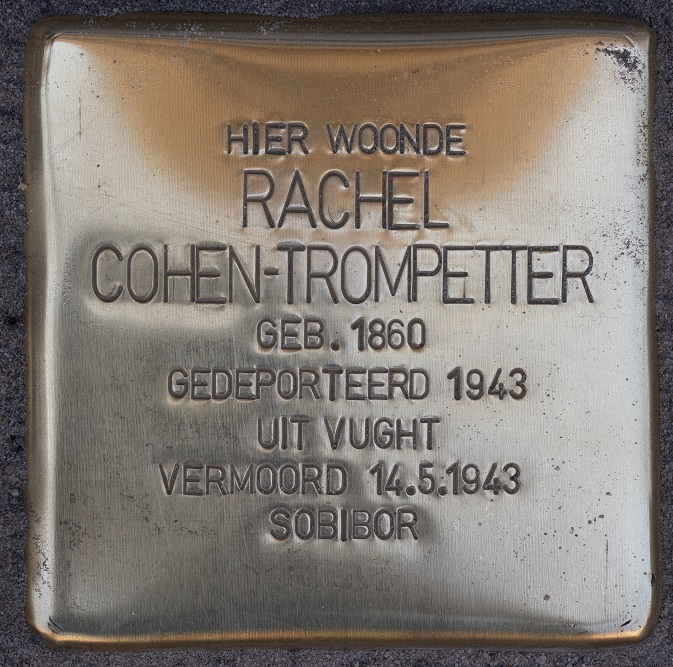 HIER WOONDE
RACHEL
COHEN-TROMPETTER
GEB. 1860
GEDEPORTEERD 1943
UIT VUGHT
VERMOORD 14.5.1943
SOBIBOR